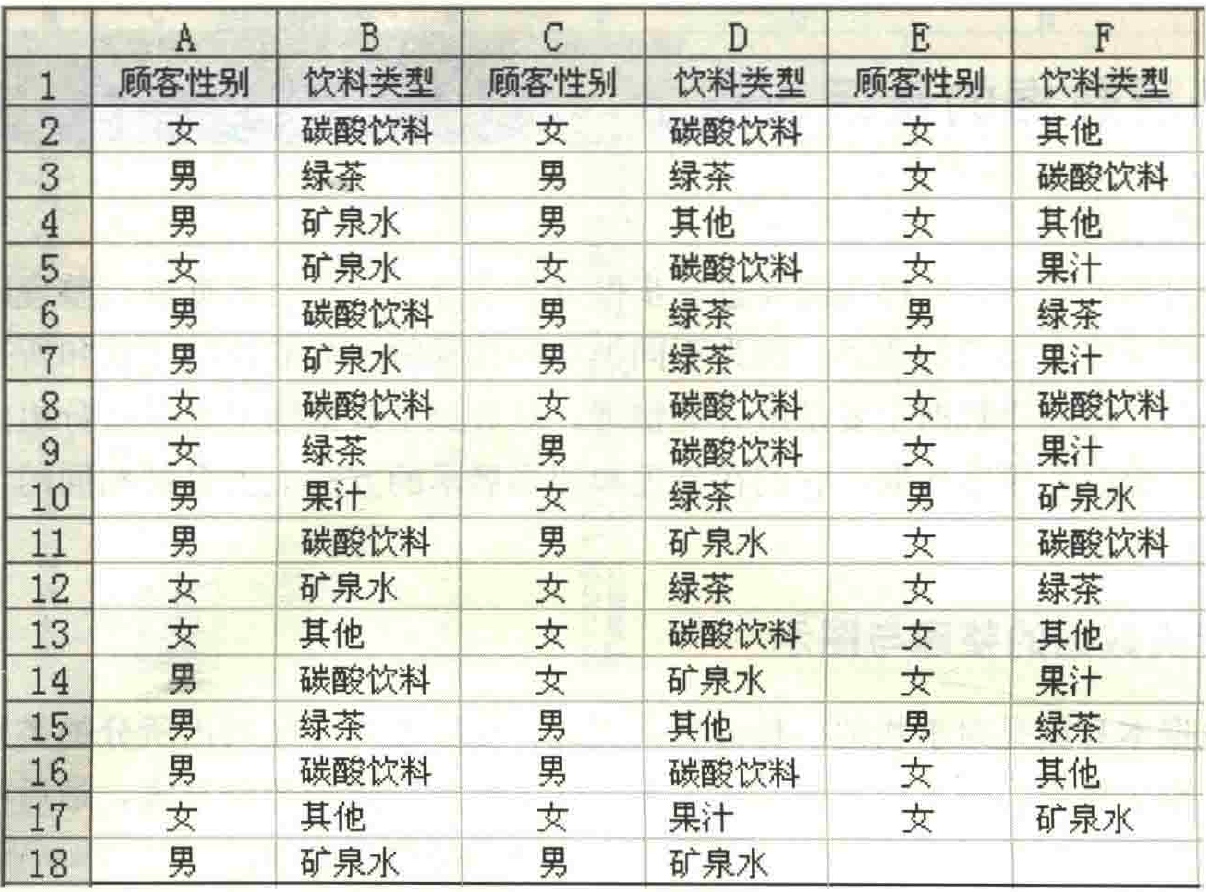 A B C D E F
1 顾客性别 饮料类型 顾客性别 饮料类型 顾客性别 饮料类型
2 女 碳酸饮料 女 碳酸饮料 女 其他
3 男 绿茶 男 绿茶 女 碳酸饮料
4 男 矿泉水 男 其他 女 其他
5 女 矿泉水 女 碳酸饮料 女 果汁
6 男 碳酸饮料 男 绿茶 男 绿茶
7 男 矿泉水 男 绿茶 女 果汁
8 女 碳酸饮料 女 碳酸饮料 女 碳酸饮料
9 女 绿茶 男 碳酸饮料 女 果汁
10 男 果汁 女 绿茶 男 矿泉水
11 男 碳酸饮料 男 矿泉水 女 碳酸饮料
12 女 矿泉水 女 绿茶 女 绿茶
13 女 其他 女 碳酸饮料 女 其他
14 男 碳酸饮料 女 矿泉水 女 果汁
15 男 绿茶 男 其他 男 绿茶
16 男 碳酸饮料 男 碳酸饮料 女 其他
17 女 其他 女 果汁 女 矿泉水
18 男 矿泉水 男 矿泉水